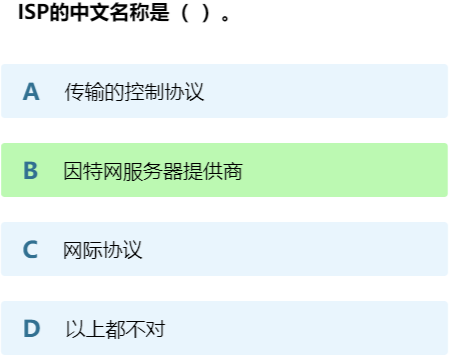 ISP的中文名称是（ ）。
A 传输的控制协议
B 因特网服务器提供商
C 网际协议
D 以上都不对